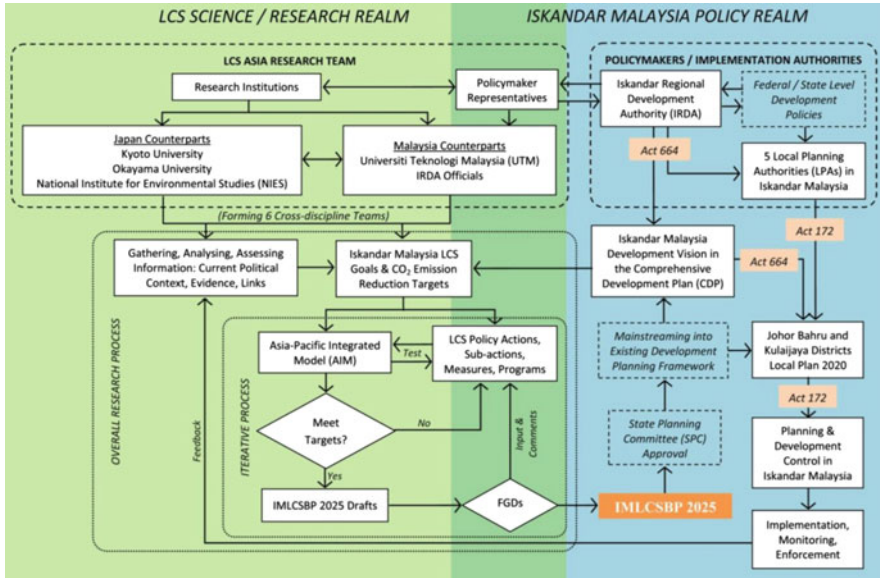 LCS SCIENCE / RESEARCH REALM
ISKANDAR MALAYSIA POLICY REALM
LCS ASIA RESEARCH TEAM
Research Institutions
Policymaker
Representatives
Japan Counterparts
Kyoto University
Okayama University
National Institute for Environmental Studies (NIES)
Malaysia Counterparts
Universiti Teknologi Malaysia (UTM)
IRDA Officials
POLICYMAKERS / IMPLEMENTATION AUTHORITIES
Iskandar Regional
Development
Authority (IRDA)
Federal / State Level
Development
Policies
Act 664
5 Local Planning
Authorities (LPAs) in
Iskandar Malaysia
(Forming 6 Cross-discipline Teams)
Act 172
OVERALL RESEARCH PROCESS
Gathering, Analysing, Assessing
Information: Current Political
Context, Evidence, Links
Iskandar Malaysia LCS
Goals & CO₂ Emission
Reduction Targets
Iskandar Malaysia
Development Vision in
the Comprehensive
Development Plan (CDP)
Act 664
ITERATIVE PROCESS
Asia-Pacific Integrated
Model (AIM)
Test
LCS Policy Actions,
Sub-actions,
Measures, Programs
Mainstreaming into
Existing Development
Planning Framework
Johor Bahru and
Kulaijaya Districts
Local Plan 2020
Act 172
Feedback
Meet
Targets?
No
Yes
Input &
Comments
State Planning
Committee (SPC)
Approval
Planning &
Development
Control in
Iskandar Malaysia
IMLCSBP 2025 Drafts
FGDs
IMLCSBP 2025
Implementation,
Monitoring,
Enforcement